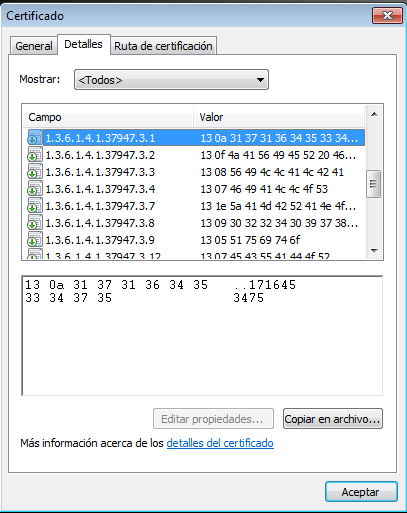 Certificado
General Detalles Ruta de certificación
Mostrar: <Todos>
Campo Valor
1.3.6.1.4.1.37947.3.1 13 0a 31 37 31 36 34 35 33 34...
1.3.6.1.4.1.37947.3.2 13 0f 4a 41 56 49 45 52 20 46...
1.3.6.1.4.1.37947.3.3 13 08 56 49 4c 4c 41 4c 42 41
1.3.6.1.4.1.37947.3.4 13 07 46 49 41 4c 4c 4f 53
1.3.6.1.4.1.37947.3.7 13 1e 5a 41 4d 42 52 41 4e 4f...
1.3.6.1.4.1.37947.3.8 13 09 30 32 32 34 30 39 37 38...
1.3.6.1.4.1.37947.3.9 13 05 51 75 69 74 6f
1.3.6.1.4.1.37947.3.12 13 07 45 43 55 41 44 4f 52
13 0a 31 37 31 36 34 35 ..171645
33 34 37 35 3475
Editar propiedades... Copiar en archivo...
Más información acerca de los detalles del certificado
Aceptar